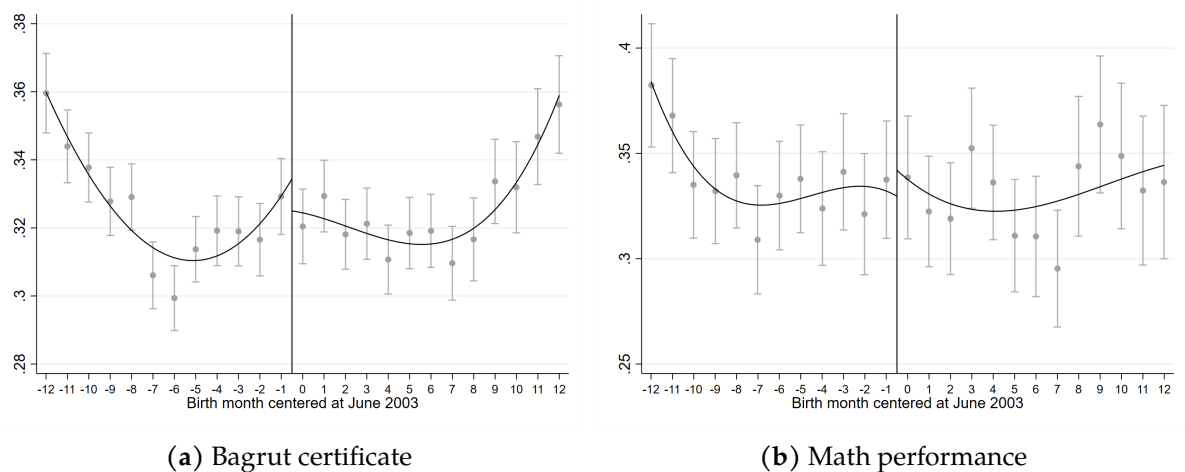 .38
.36
.34
.32
.3
.28
-12 -11 -10 -9 -8 -7 -6 -5 -4 -3 -2 -1 0 1 2 3 4 5 6 7 8 9 10 11 12
Birth month centered at June 2003
(a) Bagrut certificate
.4
.35
.3
.25
-12 -11 -10 -9 -8 -7 -6 -5 -4 -3 -2 -1 0 1 2 3 4 5 6 7 8 9 10 11 12
Birth month centered at June 2003
(b) Math performance